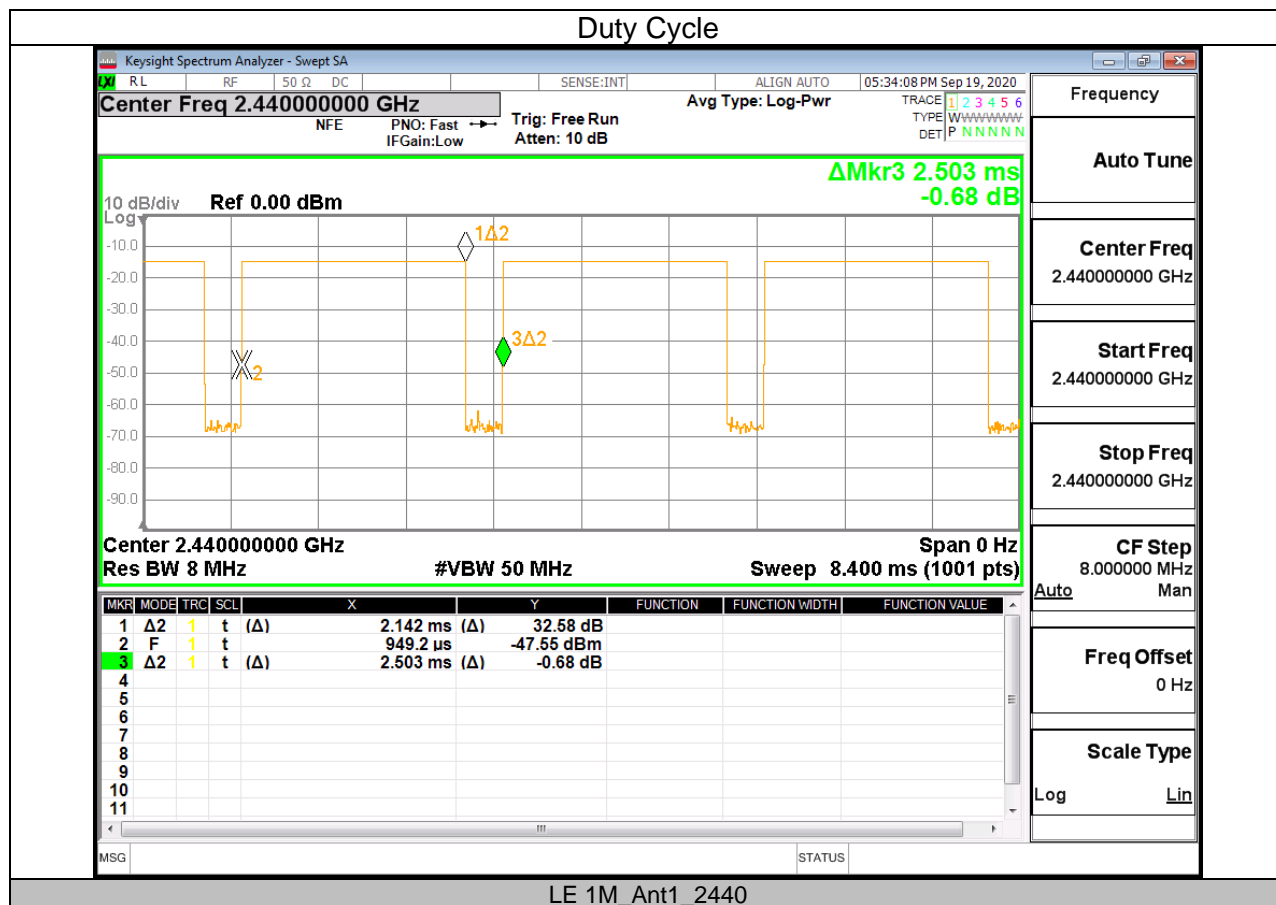 Duty Cycle
Keysight Spectrum Analyzer - Swept SA
LXI RL RF 50 Ω DC SENSE:INT ALIGN AUTO 05:34:08 PM Sep 19, 2020
Center Freq 2.440000000 GHz
NFE
PNO: Fast
IFGain:Low
Trig: Free Run
Atten: 10 dB
Avg Type: Log-Pwr
TRACE 1 2 3 4 5 6
TYPE WWWWWW
DET P N N N N N
ΔMkr3 2.503 ms
-0.68 dB
10 dB/div Ref 0.00 dBm
Log
-10.0
-20.0
-30.0
-40.0
-50.0
-60.0
-70.0
-80.0
-90.0
1Δ2
3Δ2
2
Center 2.440000000 GHz Span 0 Hz
Res BW 8 MHz #VBW 50 MHz Sweep 8.400 ms (1001 pts)
MKR MODE TRC SCL X Y FUNCTION FUNCTION WIDTH FUNCTION VALUE
1 Δ2 1 t (Δ) 2.142 ms (Δ) 32.58 dB
2 F 1 t 949.2 µs -47.55 dBm
3 Δ2 1 t (Δ) 2.503 ms (Δ) -0.68 dB
4
5
6
7
8
9
10
11
MSG STATUS
Frequency
Auto Tune
Center Freq
2.440000000 GHz
Start Freq
2.440000000 GHz
Stop Freq
2.440000000 GHz
CF Step
8.000000 MHz
Auto Man
Freq Offset
0 Hz
Scale Type
Log Lin
LE 1M_Ant1_2440